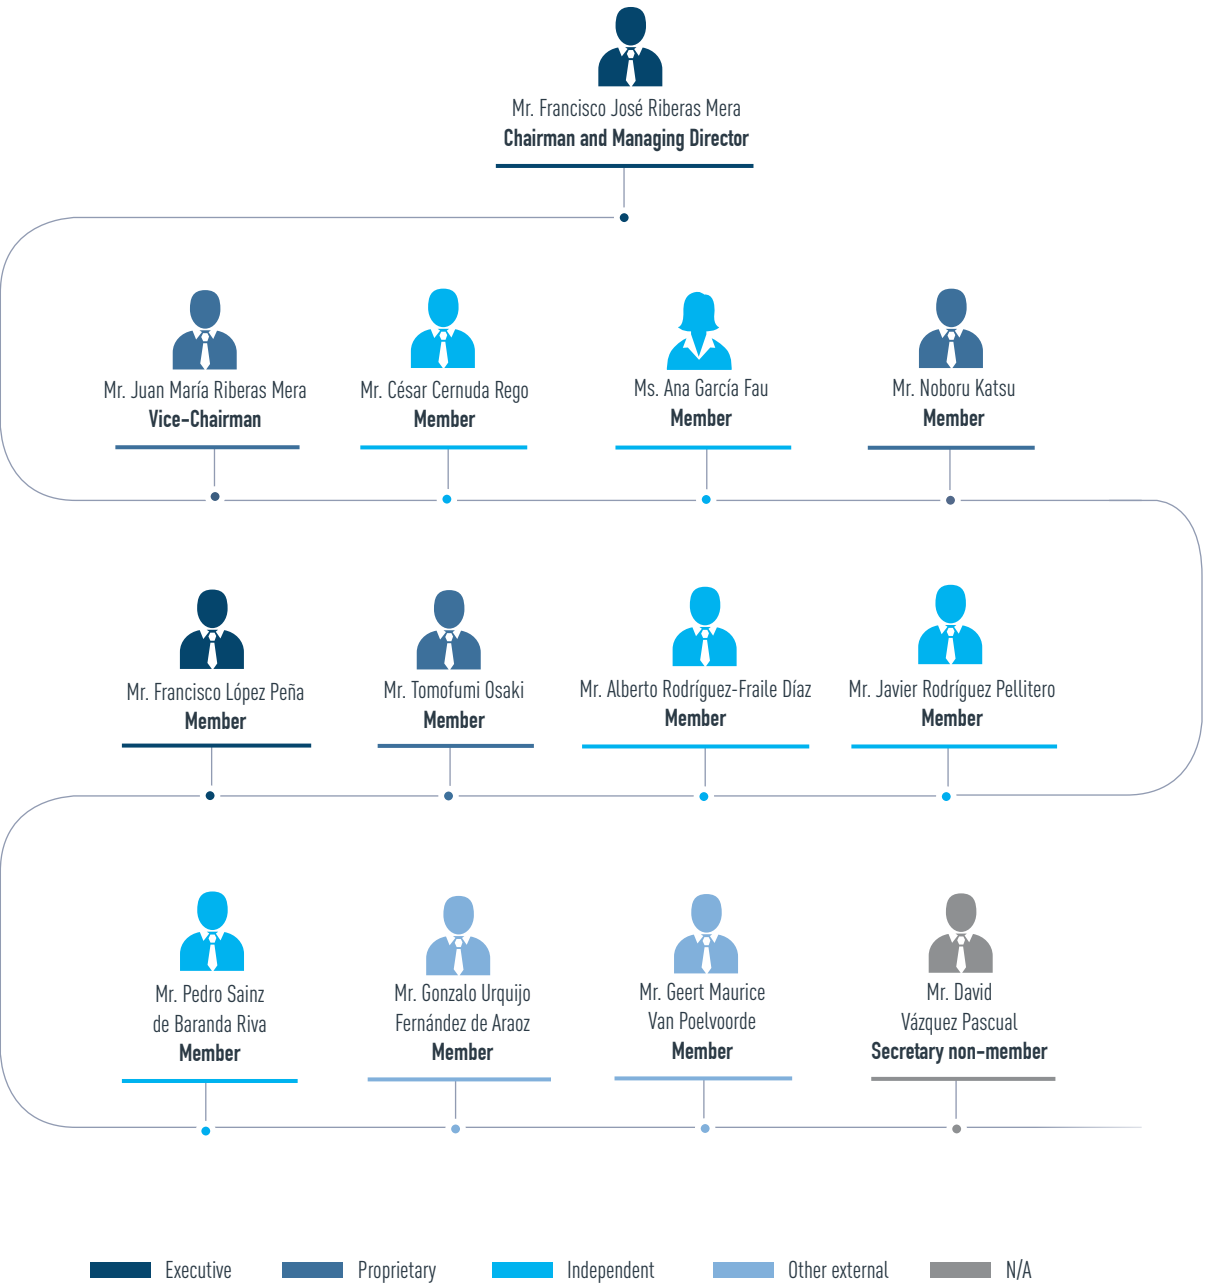 Mr. Francisco José Riberas Mera
Chairman and Managing Director
Mr. Juan María Riberas Mera
Vice-Chairman
Mr. César Cernuda Rego
Member
Ms. Ana García Fau
Member
Mr. Noboru Katsu
Member
Mr. Francisco López Peña
Member
Mr. Tomofumi Osaki
Member
Mr. Alberto Rodríguez-Fraile Díaz
Member
Mr. Javier Rodríguez Pellitero
Member
Mr. Pedro Sainz
de Baranda Riva
Member
Mr. Gonzalo Urquijo
Fernández de Araoz
Member
Mr. Geert Maurice
Van Poelvoorde
Member
Mr. David
Vázquez Pascual
Secretary non-member
Executive
Proprietary
Independent
Other external
N/A